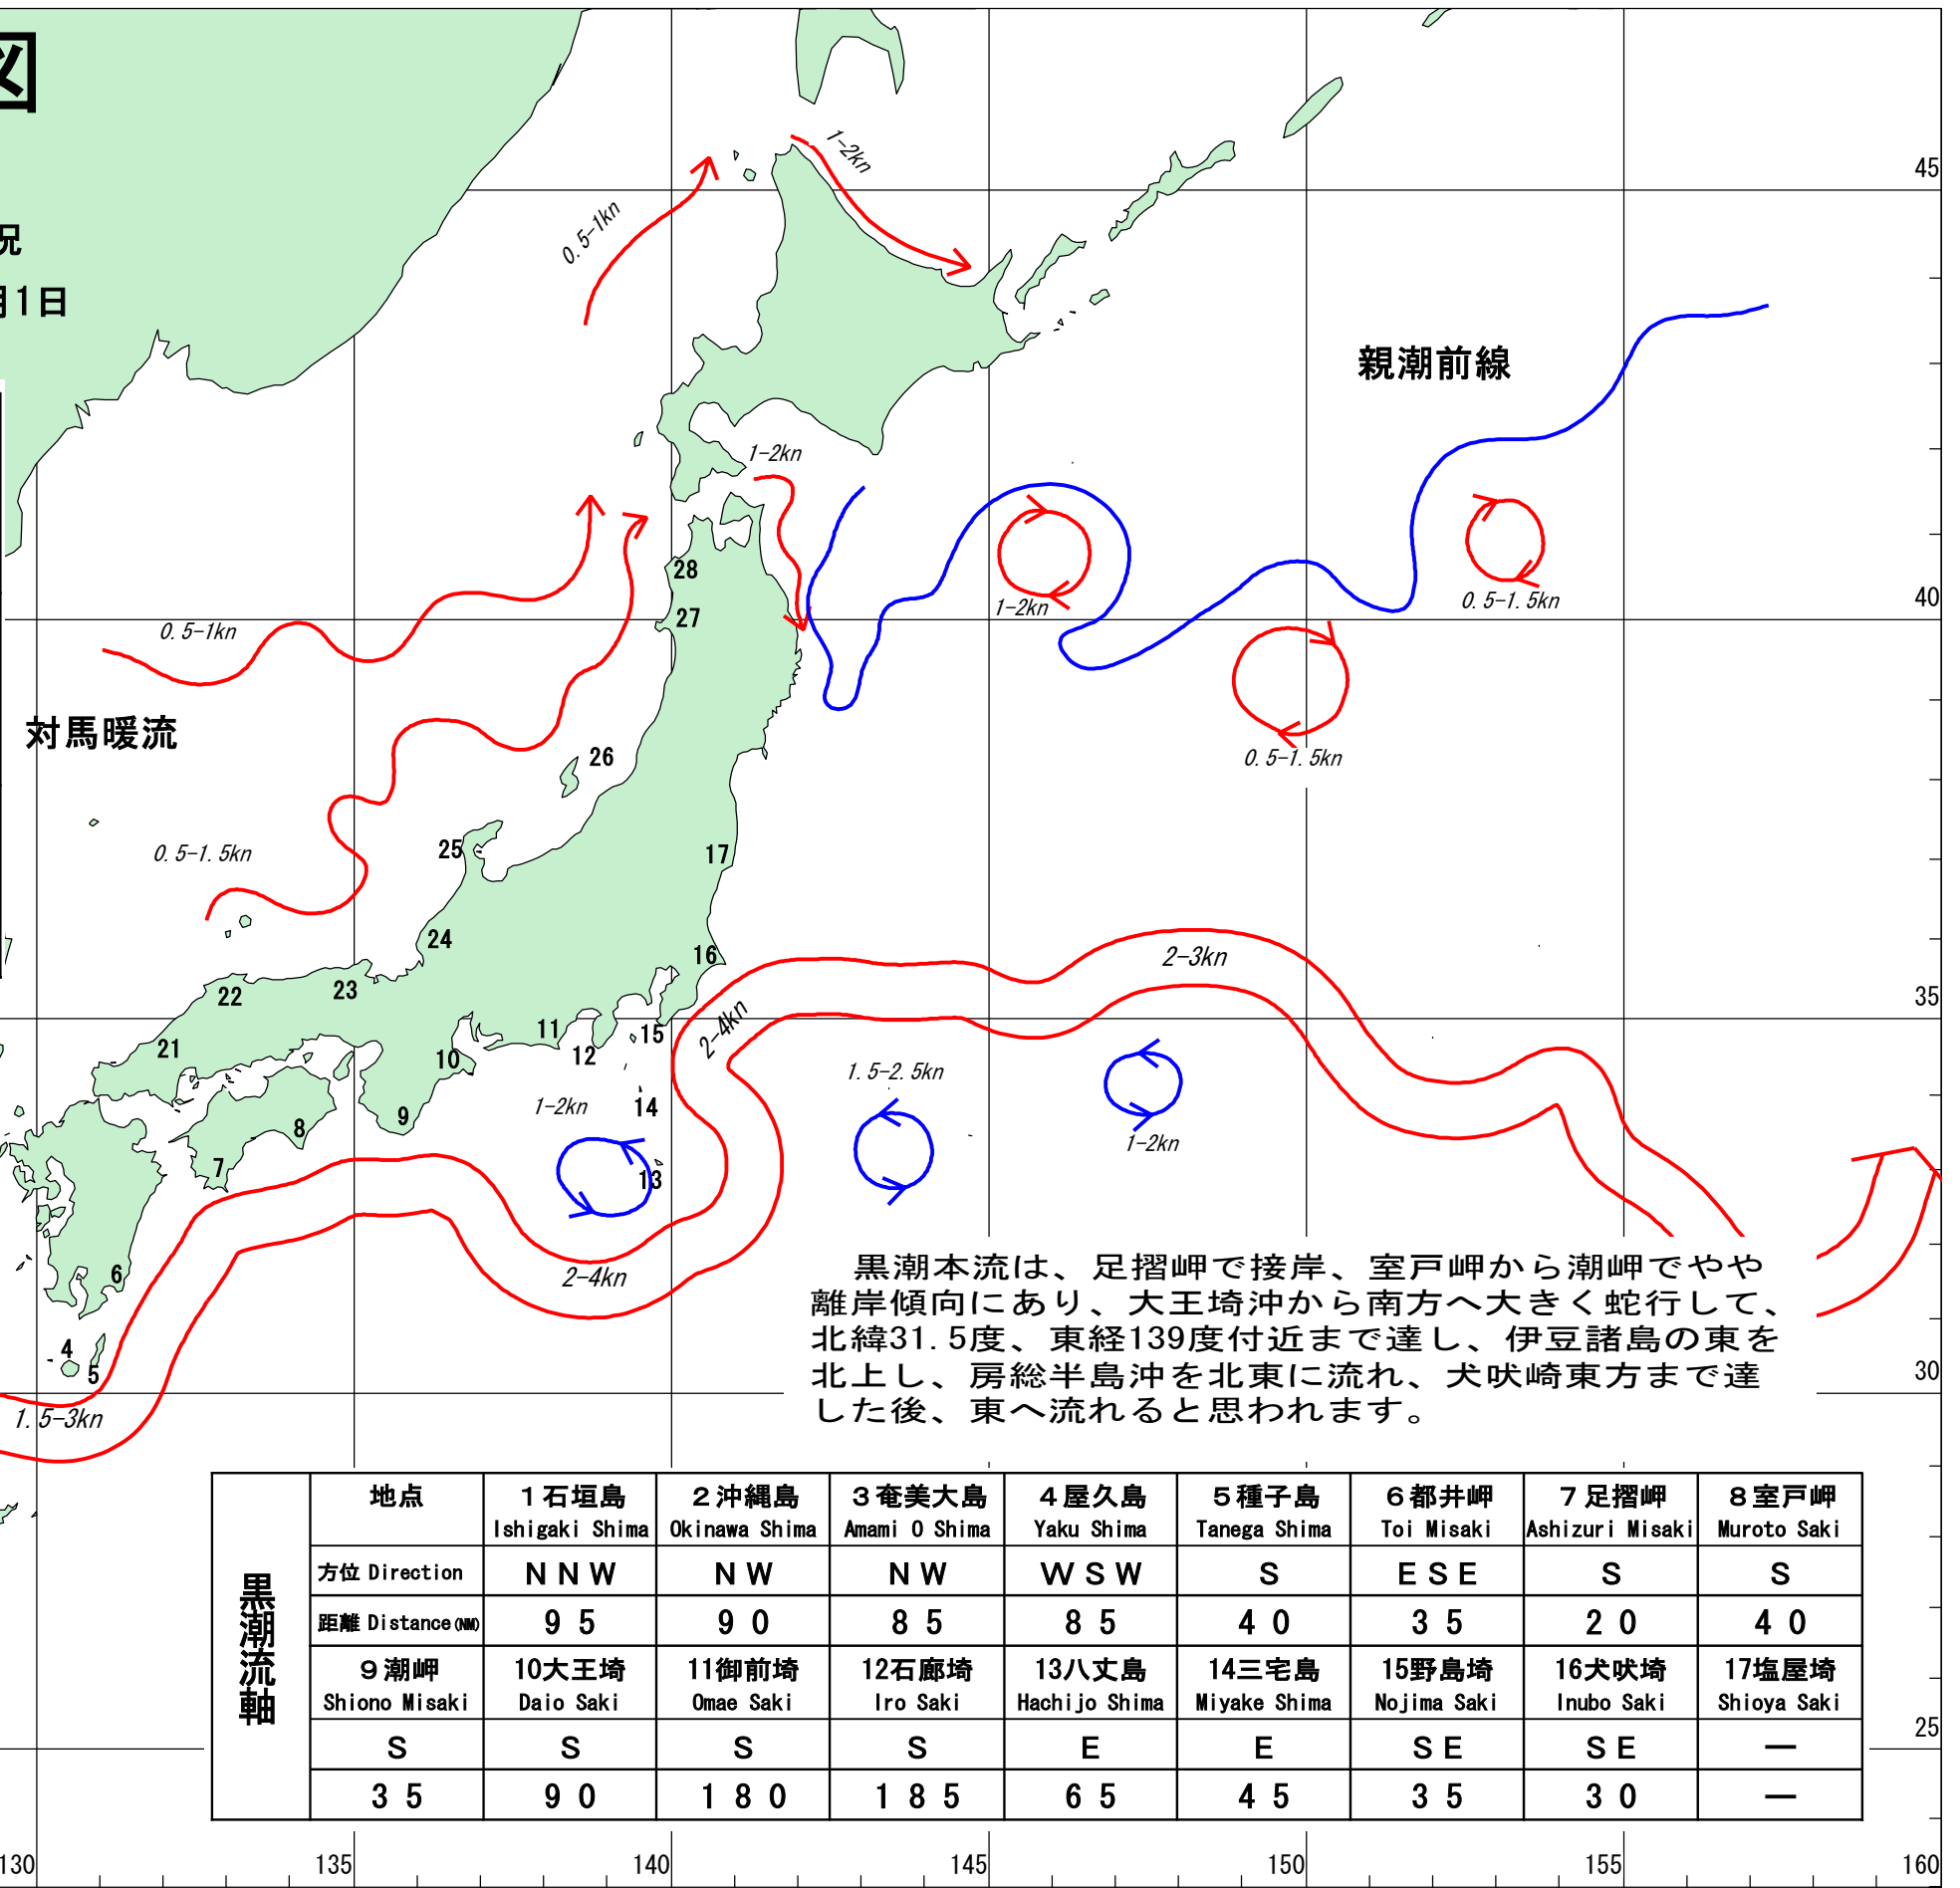 図
況
月1日
45
40
35
30
25
130
135
140
145
150
155
160
1-2kn
0.5-1kn
親潮前線
1-2kn
1-2kn
0.5-1.5kn
0.5-1.5kn
0.5-1kn
対馬暖流
0.5-1.5kn
28
27
26
25
24
23
22
21
17
16
15
14
13
12
11
10
9
8
7
6
5
4
2-3kn
2-4kn
1.5-2.5kn
1-2kn
1-2kn
2-4kn
1.5-3kn
黒潮本流は、足摺岬で接岸、室戸岬から潮岬でやや
離岸傾向にあり、大王埼沖から南方へ大きく蛇行して、
北緯31.5度、東経139度付近まで達し、伊豆諸島の東を
北上し、房総半島沖を北東に流れ、犬吠崎東方まで達
した後、東へ流れると思われます。
黒潮流軸
地点 1石垣島 2沖縄島 3奄美大島 4屋久島 5種子島 6都井岬 7足摺岬 8室戸岬
Ishigaki Shima Okinawa Shima Amami O Shima Yaku Shima Tanega Shima Toi Misaki Ashizuri Misaki Muroto Saki
方位 Direction NNW NW NW WSW S ESE S S
距離 Distance(NM) 95 90 85 85 40 35 20 40
9潮岬 10大王埼 11御前埼 12石廊埼 13八丈島 14三宅島 15野島埼 16犬吠埼 17塩屋埼
Shiono Misaki Daio Saki Omae Saki Iro Saki Hachijo Shima Miyake Shima Nojima Saki Inubo Saki Shioya Saki
S S S S E E SE SE —
35 90 180 185 65 45 35 30 —